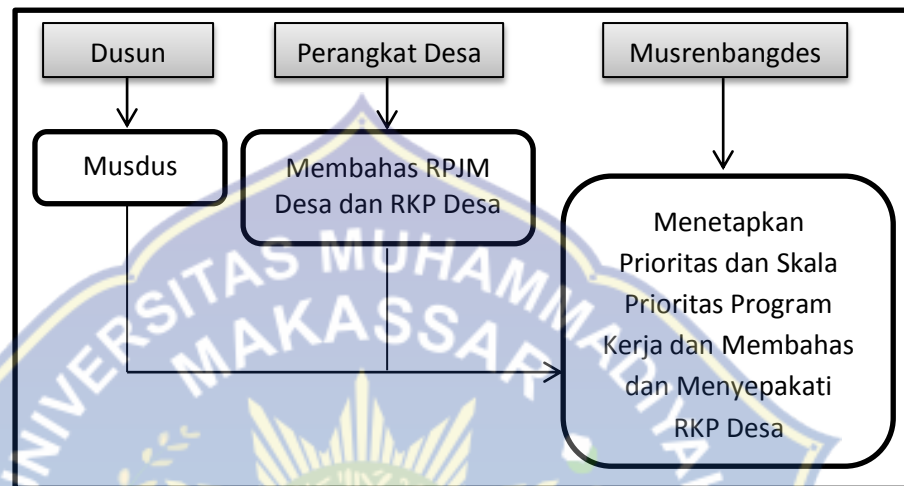 Dusun
Perangkat Desa
Musrenbangdes
Musdus
Membahas RPJM
Desa dan RKP Desa
Menetapkan
Prioritas dan Skala
Prioritas Program
Kerja dan Membahas
dan Menyepakati
RKP Desa
UNIVERSITAS MUHAMMADIYAH
MAKASSAR